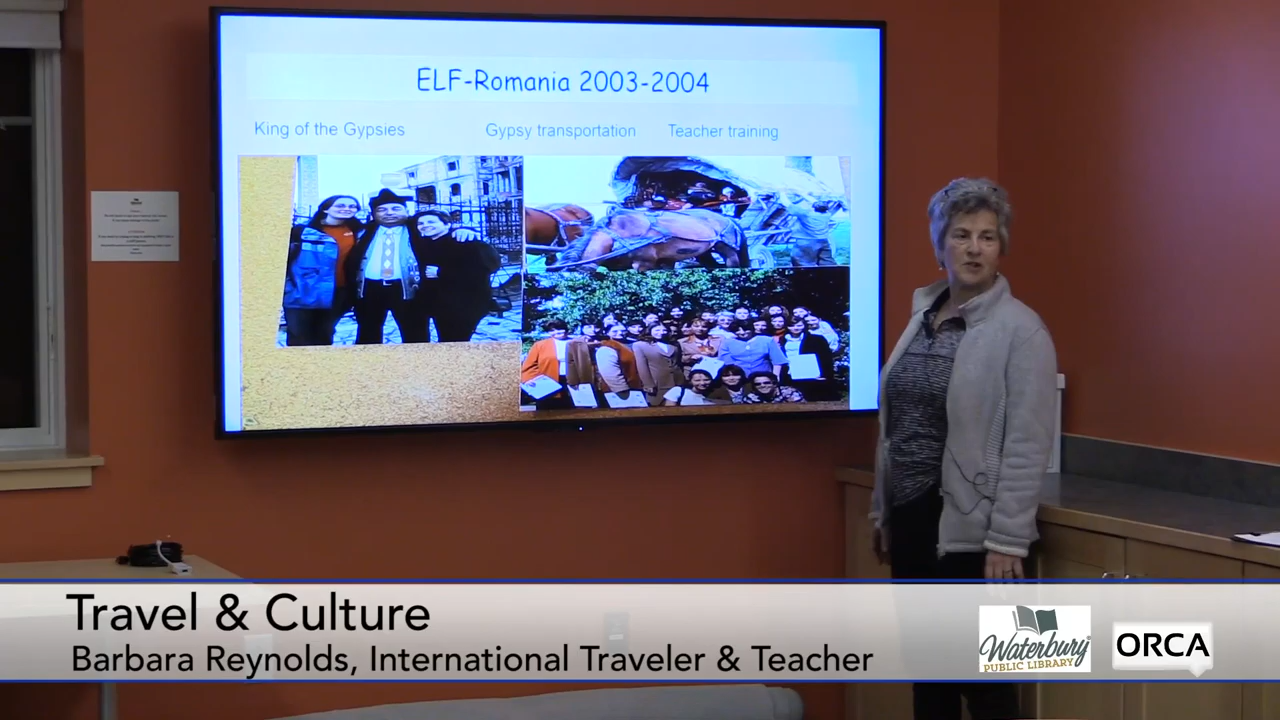 ELF-Romania 2003-2004
King of the Gypsies
Gypsy transportation
Teacher training
Travel & Culture
Barbara Reynolds, International Traveler & Teacher
Waterbury
PUBLIC LIBRARY
ORCA